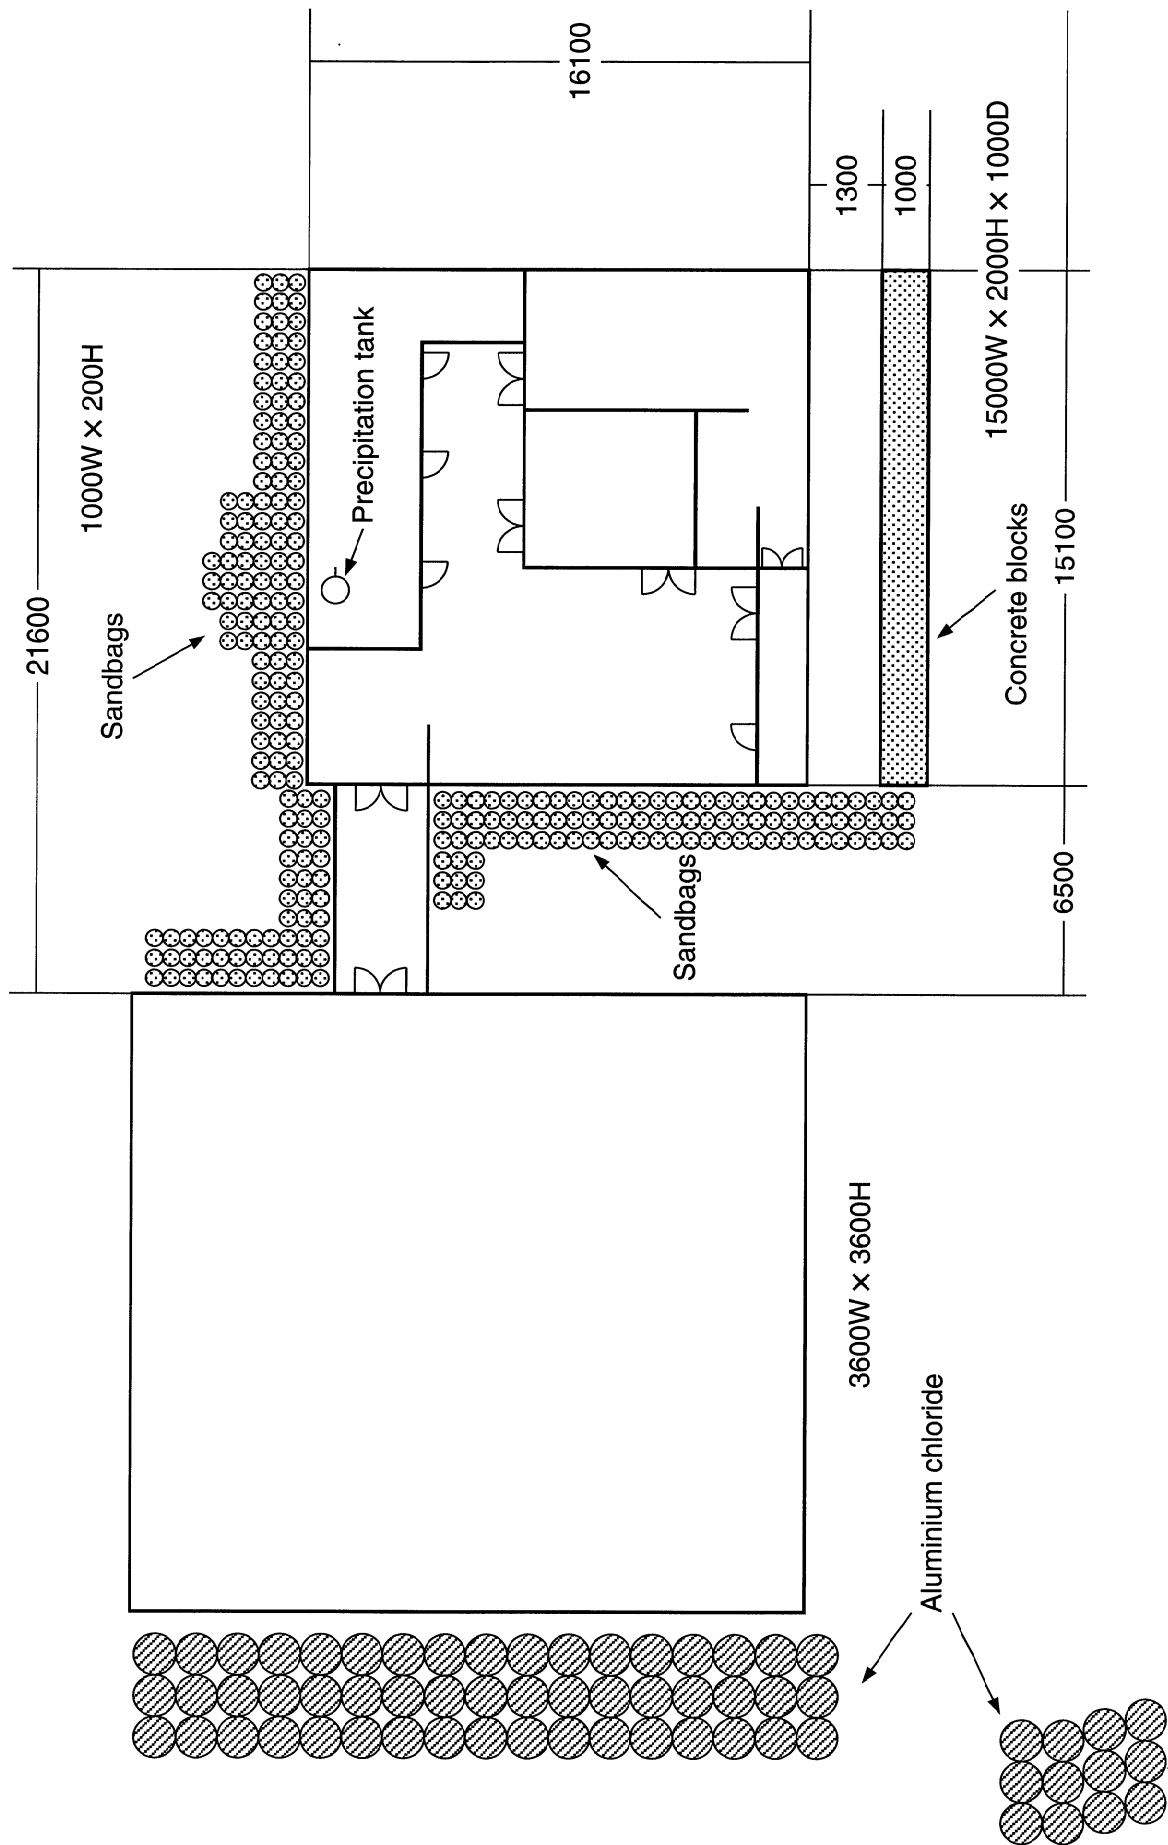 21600
1000W × 200H
Sandbags
Precipitation tank
16100
1300
1000
15000W × 2000H × 1000D
Concrete blocks
15100
6500
Sandbags
3600W × 3600H
Aluminium chloride